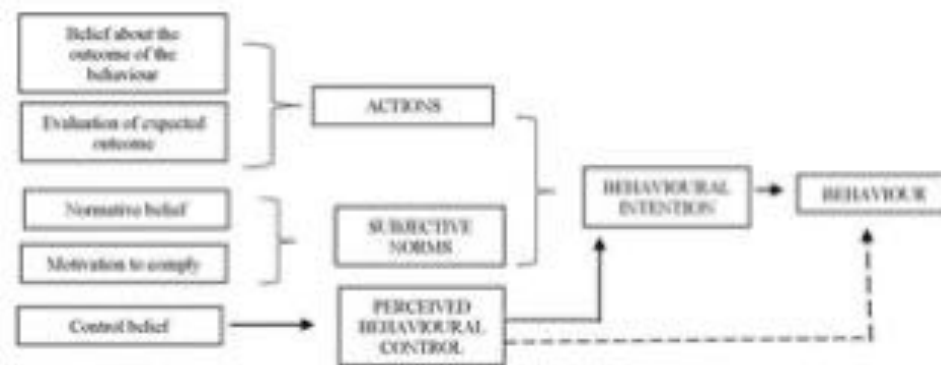 Belief about the
outcome of the
behaviour
Evaluation of expected
outcome
ACTIONS
Normative belief
Motivation to comply
SUBJECTIVE
NORMS
Control belief
PERCEIVED
BEHAVIOURAL
CONTROL
BEHAVIOURAL
INTENTION
BEHAVIOUR